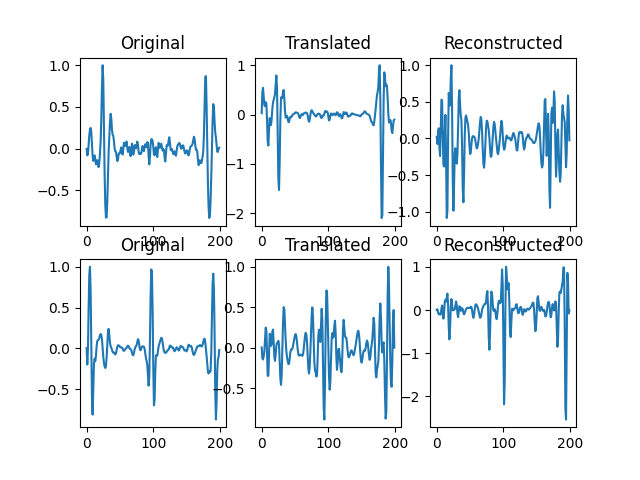 Original Translated Reconstructed
1.0 1 1.0
0.5 0 0.5
0.0 −1 0.0
−0.5 −2 −0.5
−1.0
0 100 200 0 100 200 0 100 200
Original Translated Reconstructed
1.0 1.0 1
0.5 0.5 0
0.0 0.0 −1
−0.5 −0.5 −2
0 100 200 0 100 200 0 100 200